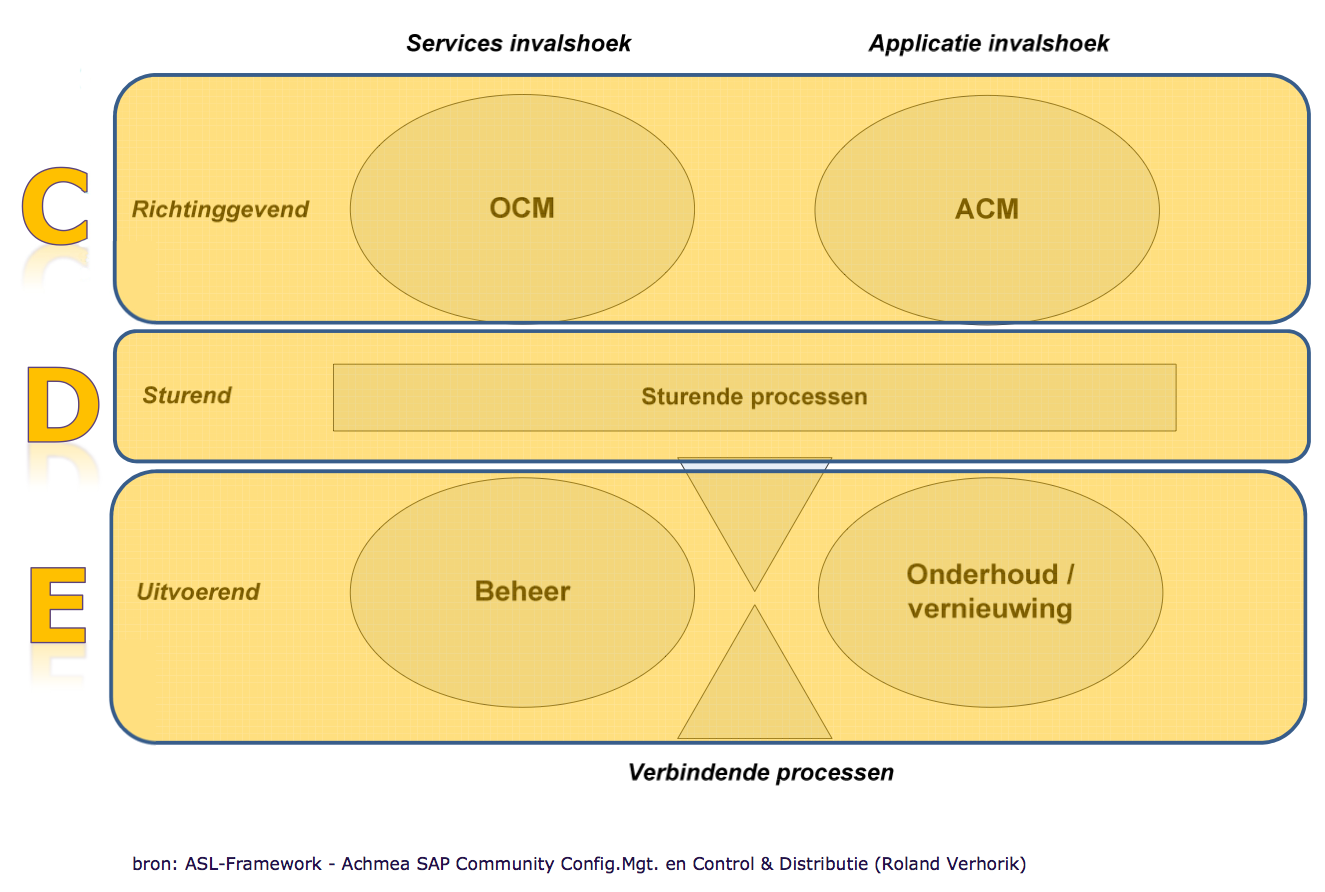 Services invalshoek
Applicatie invalshoek
C
Richtinggevend
OCM
ACM
D
Sturend
Sturende processen
E
Uitvoerend
Beheer
Onderhoud /
vernieuwing
Verbindende processen
bron: ASL-Framework - Achmea SAP Community Config.Mgt. en Control & Distributie (Roland Verhorik)